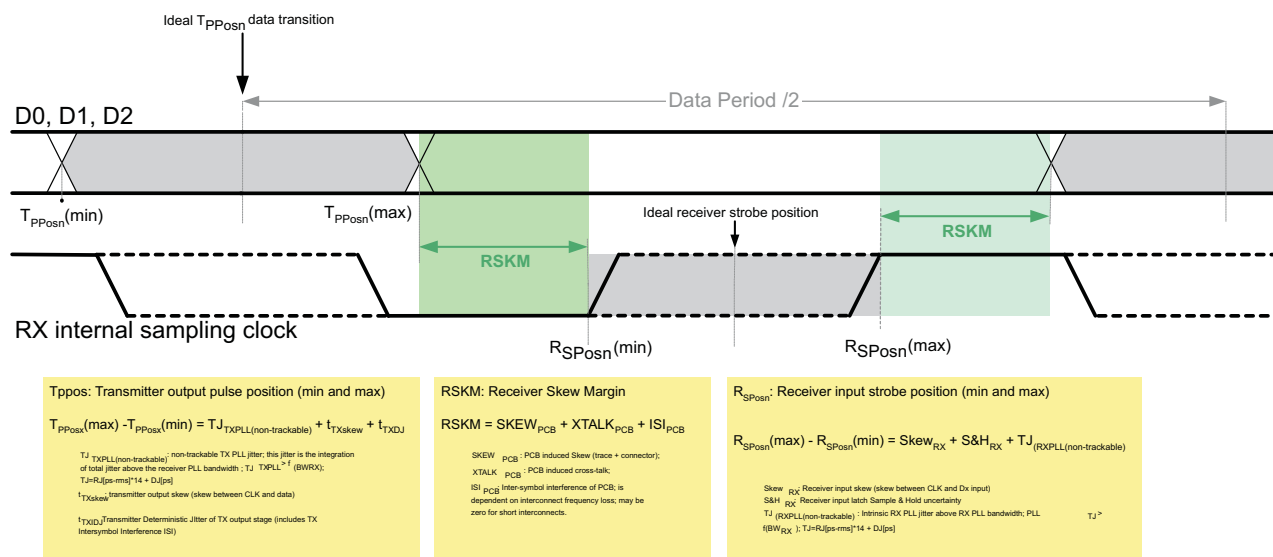 Ideal TPPosn data transition
Data Period /2
D0, D1, D2
TPPosn(min)
TPPosn(max)
Ideal receiver strobe position
RSKM
RSKM
RX internal sampling clock
RSPosn(min)
RSPosn(max)
Tppos: Transmitter output pulse position (min and max)
TPPosx(max) -TPPosx(min) = TJTXPLL(non-trackable) + tTXskew + tTXDJ
TJ TXPLL(non-trackable): non-trackable TX PLL jitter; this jitter is the integration
of total jitter above the receiver PLL bandwidth ; TJ TXPLL> f (BWRX);
TJ=RJ[ps-rms]*14 + DJ[ps]
tTXskew: transmitter output skew (skew between CLK and data)
tTXIDJ Transmitter Deterministic JItter of TX output stage (includes TX
Intersymbol Interference ISI)
RSKM: Receiver Skew Margin
RSKM = SKEWPCB + XTALKPCB + ISIPCB
SKEW PCB : PCB induced Skew (trace + connector);
XTALK PCB : PCB induced cross-talk;
ISI PCB: Inter-symbol interference of PCB; is
dependent on interconnect frequency loss; may be
zero for short interconnects.
RSPosn: Receiver input strobe position (min and max)
RSPosn(max) - RSPosn(min) = SkewRX + S&HRX + TJ(RXPLL(non-trackable)
Skew RX: Receiver input skew (skew between CLK and Dx input)
S&H RX: Receiver input latch Sample & Hold uncertainty
TJ (RXPLL(non-trackable) : Intrinsic RX PLL jitter above RX PLL bandwidth; PLL TJ >
f(BWRX ); TJ=RJ[ps-rms]*14 + DJ[ps]